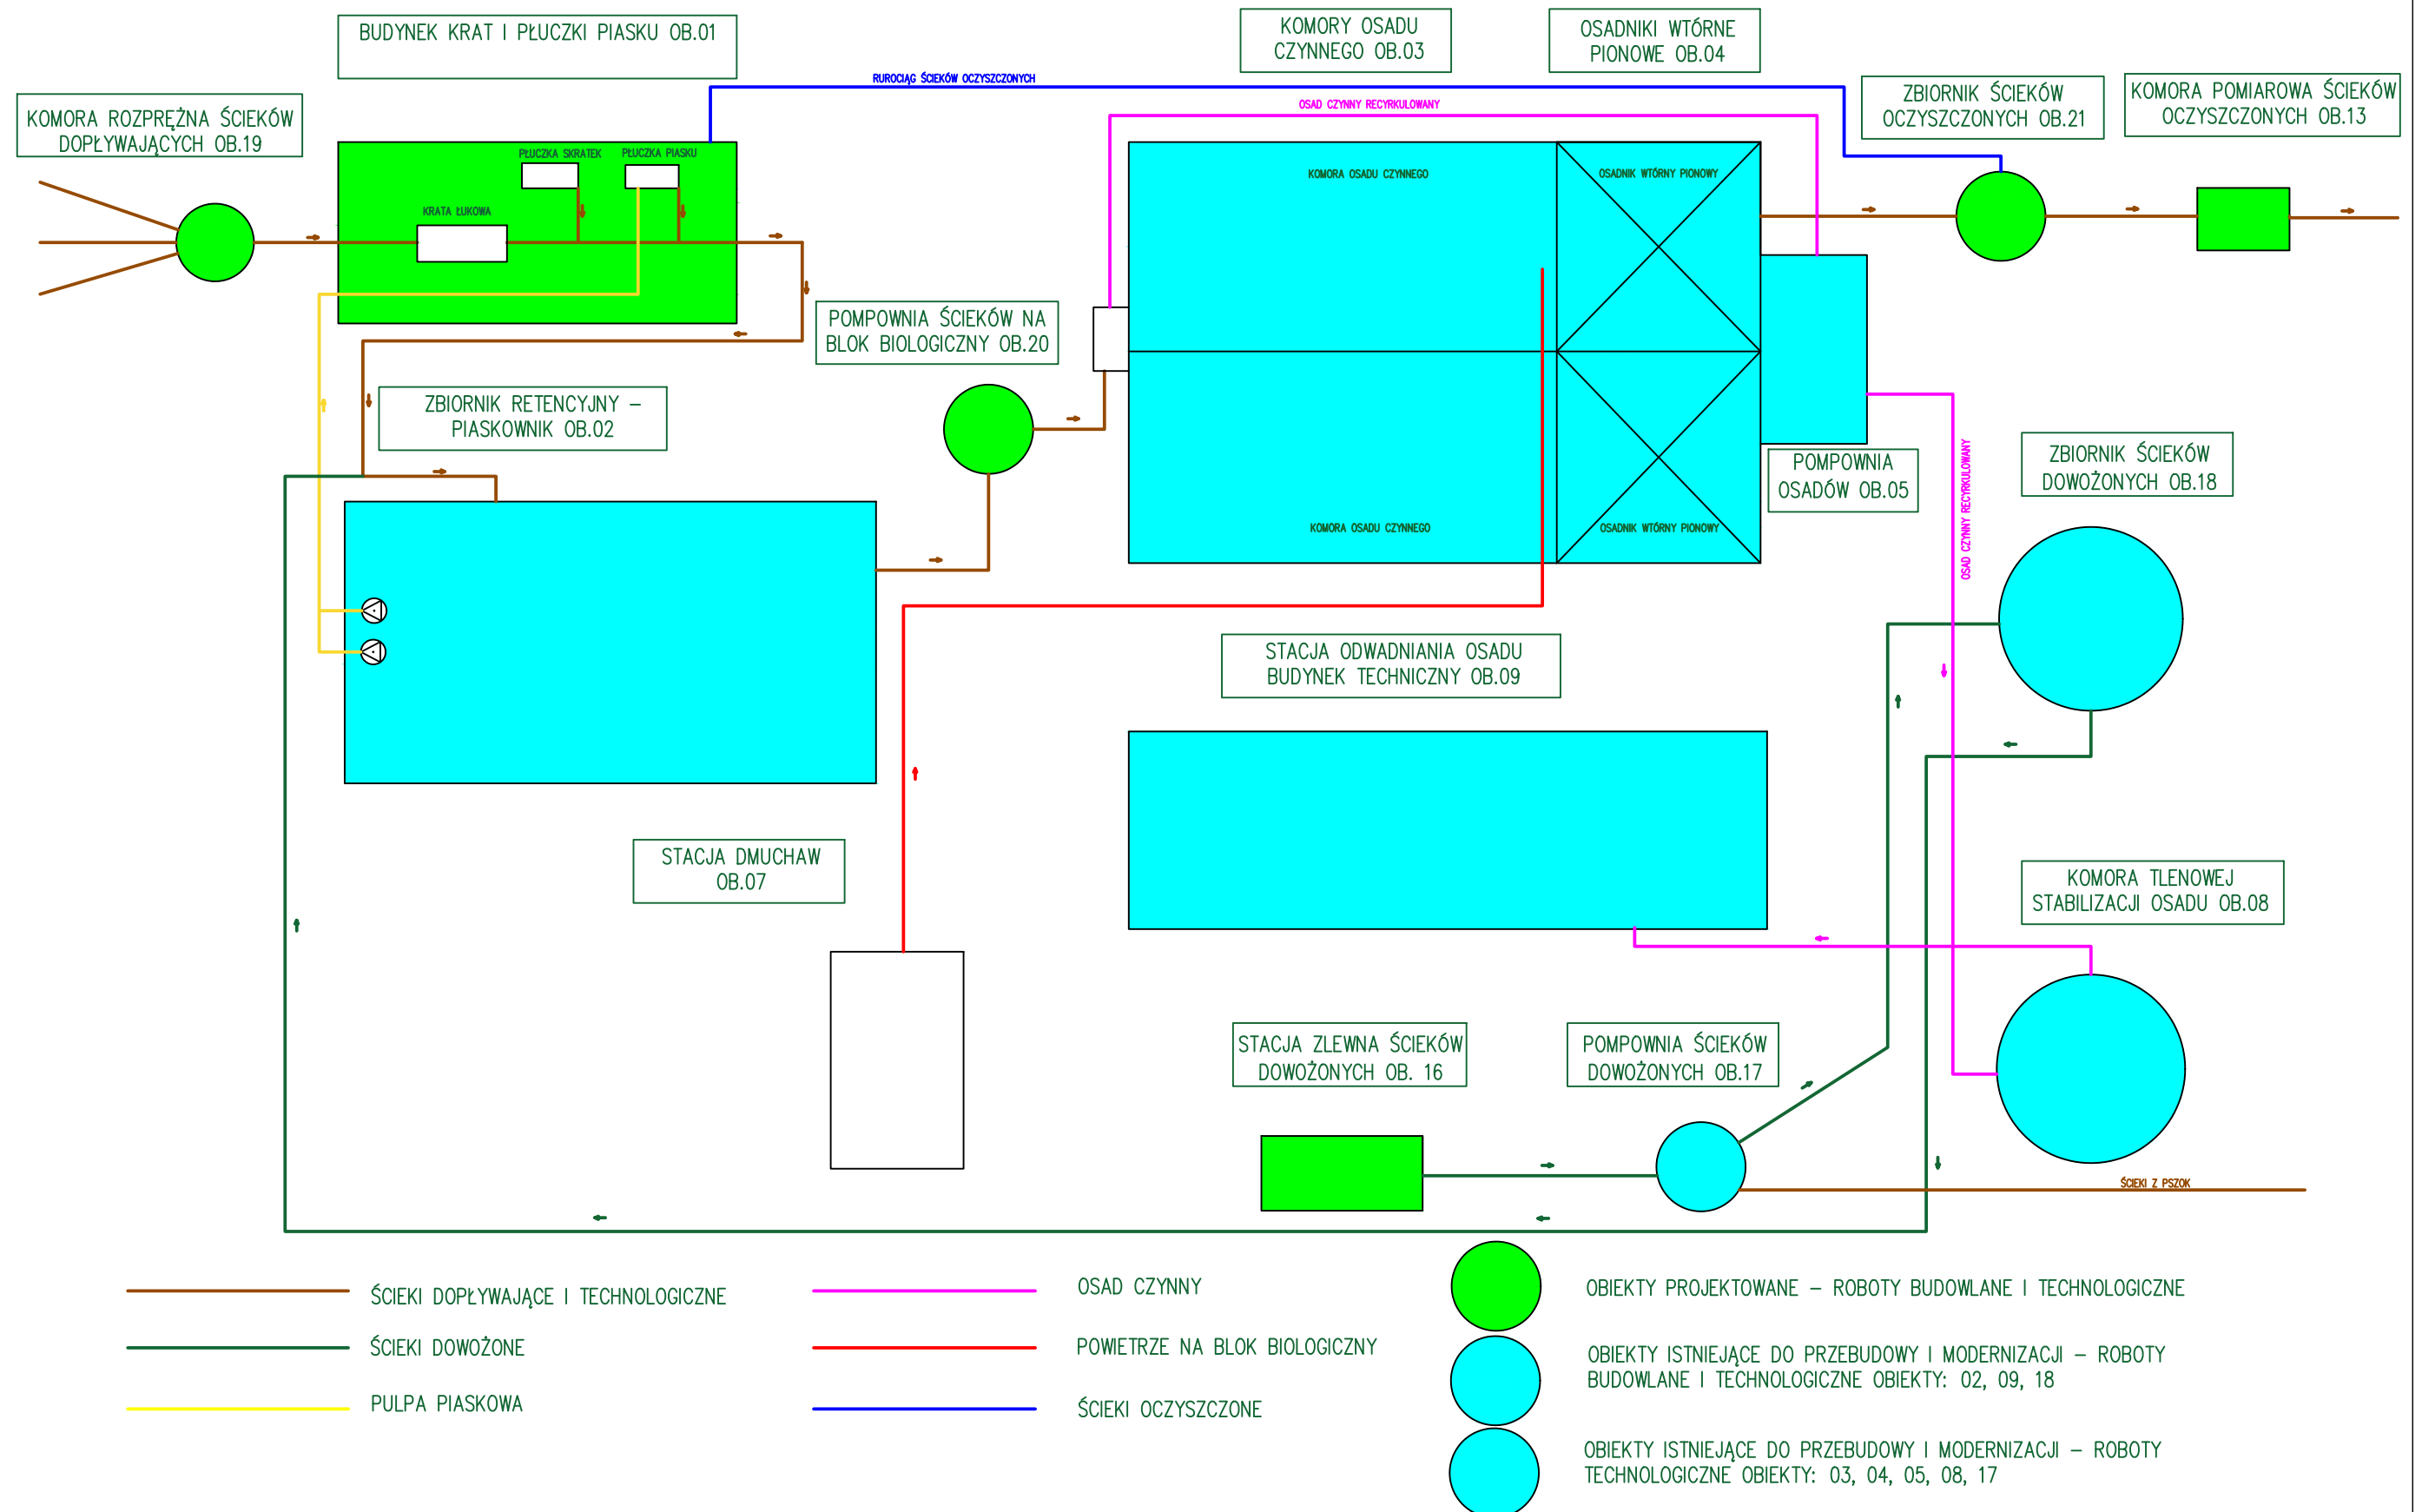 BUDYNEK KRAT I PŁUCZKI PIASKU OB.01
KOMORY OSADU
CZYNNEGO OB.03
OSADNIKI WTÓRNE
PIONOWE OB.04
RUROCIĄG ŚCIEKÓW OCZYSZCZONYCH
ZBIORNIK ŚCIEKÓW
OCZYSZCZONYCH OB.21
KOMORA POMIAROWA ŚCIEKÓW
OCZYSZCZONYCH OB.13
KOMORA ROZPRĘŻNA ŚCIEKÓW
DOPŁYWAJĄCYCH OB.19
OSAD CZYNNY RECYRKULOWANY
PŁUCZKA SKRATEK
PŁUCZKA PIASKU
KRATA ŁUKOWA
KOMORA OSADU CZYNNEGO
OSADNIK WTÓRNY PIONOWY
POMPOWNIA ŚCIEKÓW NA
BLOK BIOLOGICZNY OB.20
ZBIORNIK RETENCYJNY –
PIASKOWNIK OB.02
POMPOWNIA
OSADÓW OB.05
OSAD CZYNNY RECYRKULOWANY
ZBIORNIK ŚCIEKÓW
DOWOŻONYCH OB.18
KOMORA OSADU CZYNNEGO
OSADNIK WTÓRNY PIONOWY
STACJA ODWADNIANIA OSADU
BUDYNEK TECHNICZNY OB.09
STACJA DMUCHAW
OB.07
KOMORA TLENOWEJ
STABILIZACJI OSADU OB.08
STACJA ZLEWNA ŚCIEKÓW
DOWOŻONYCH OB. 16
POMPOWNIA ŚCIEKÓW
DOWOŻONYCH OB.17
ŚCIEKI Z PSZOK
ŚCIEKI DOPŁYWAJĄCE I TECHNOLOGICZNE
ŚCIEKI DOWOŻONE
PULPA PIASKOWA
OSAD CZYNNY
POWIETRZE NA BLOK BIOLOGICZNY
ŚCIEKI OCZYSZCZONE
OBIEKTY PROJEKTOWANE – ROBOTY BUDOWLANE I TECHNOLOGICZNE
OBIEKTY ISTNIEJĄCE DO PRZEBUDOWY I MODERNIZACJI – ROBOTY
BUDOWLANE I TECHNOLOGICZNE OBIEKTY: 02, 09, 18
OBIEKTY ISTNIEJĄCE DO PRZEBUDOWY I MODERNIZACJI – ROBOTY
TECHNOLOGICZNE OBIEKTY: 03, 04, 05, 08, 17